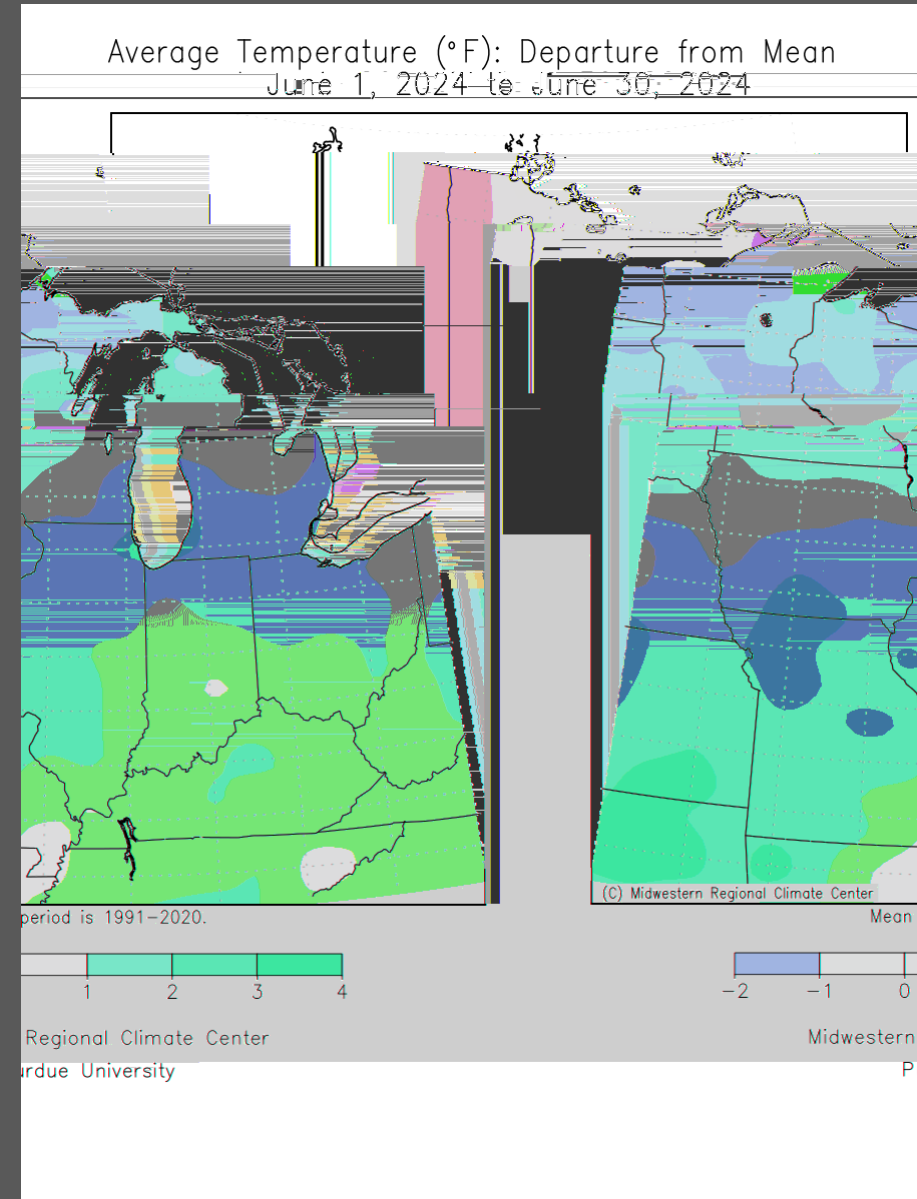 Average Temperature (°F): Departure from Mean
June 1, 2024 to June 30, 2024
(C) Midwestern Regional Climate Center
period is 1991-2020.
Mean
1 2 3 4
-2 -1 0
Regional Climate Center
Midwestern
urdue University
P